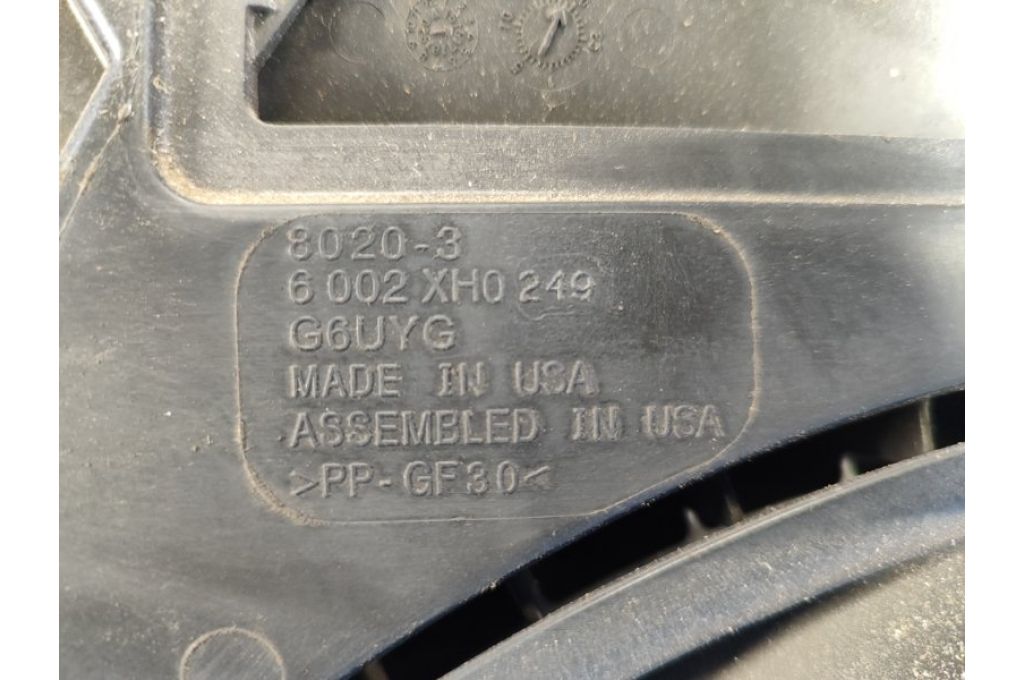 8020-3
6 002 XH0 249
G6UYG
MADE IN USA
ASSEMBLED IN USA
>PP-GF30<